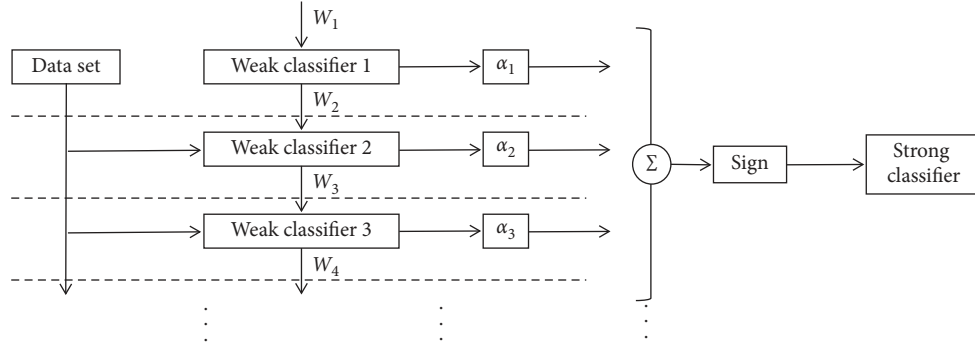 W₁
Data set
Weak classifier 1
α₁
W₂
Weak classifier 2
α₂
Σ
Sign
Strong
classifier
W₃
Weak classifier 3
α₃
W₄